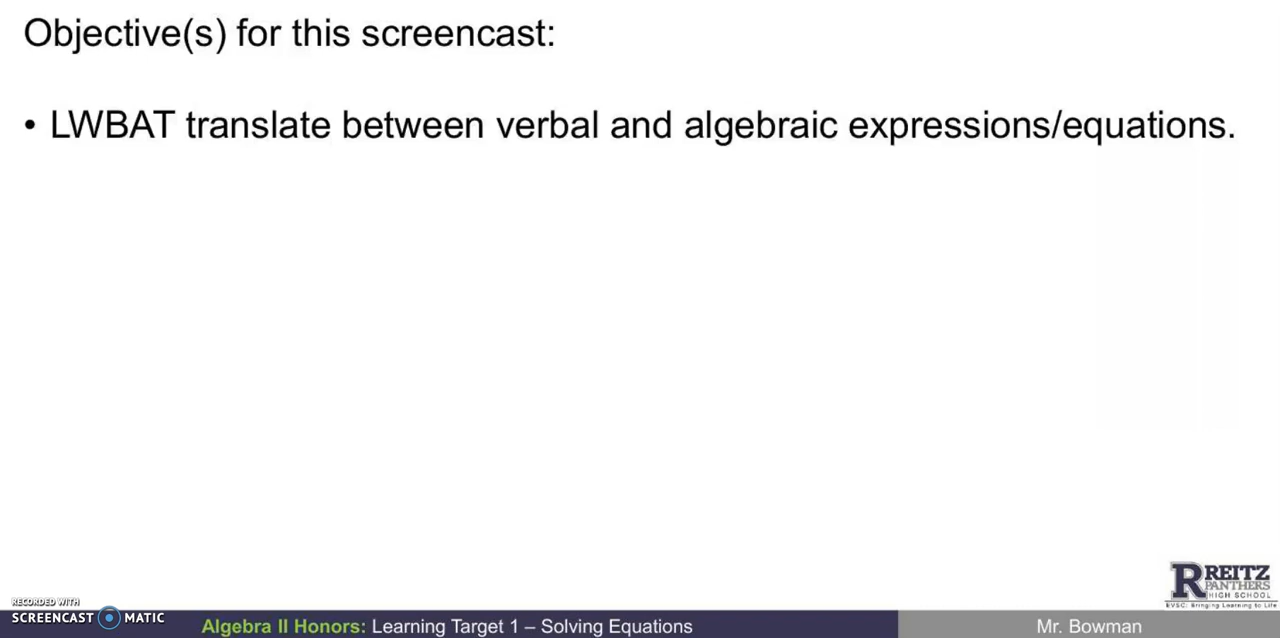 Objective(s) for this screencast:
• LWBAT translate between verbal and algebraic expressions/equations.
REITZ
PANTHERS
HIGH SCHOOL
EVSC: Bringing Learning to Life
RECORDED WITH
SCREENCAST MATIC
Algebra II Honors: Learning Target 1 – Solving Equations
Mr. Bowman